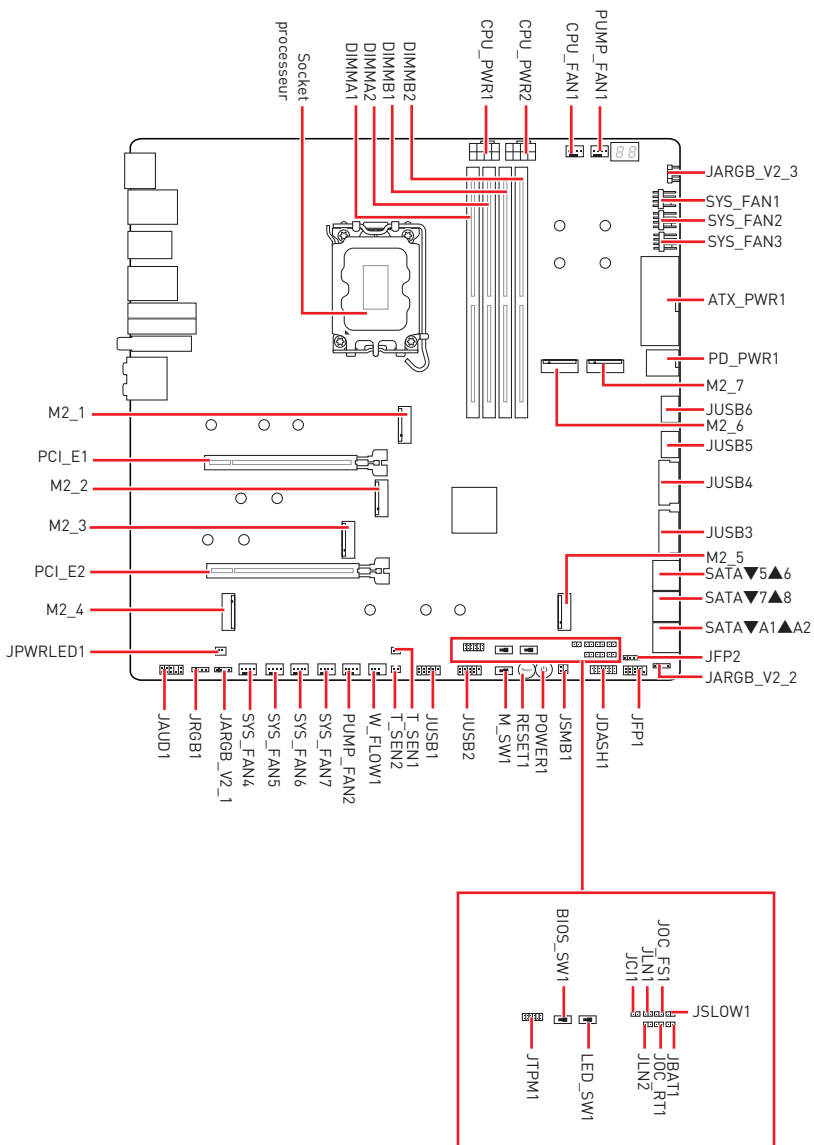 Socket
processeur
DIMMA1
DIMMA2
DIMMB1
DIMMB2
CPU_PWR1
CPU_PWR2
CPU_FAN1
PUMP_FAN1
88
JARGB_V2_3
SYS_FAN1
SYS_FAN2
SYS_FAN3
ATX_PWR1
PD_PWR1
M2_7
JUSB6
M2_6
JUSB5
JUSB4
JUSB3
M2_5
SATA▼5▲6
SATA▼7▲8
SATA▼A1▲A2
JFP2
JARGB_V2_2
M2_1
PCI_E1
M2_2
M2_3
PCI_E2
M2_4
JPWRLED1
JAUD1
JRGB1
JARGB_V2_1
SYS_FAN4
SYS_FAN5
SYS_FAN6
SYS_FAN7
PUMP_FAN2
W_FLOW1
T_SEN2
T_SEN1
JUSB1
JUSB2
M_SW1
Reset
RESET1
POWER1
JSMB1
JDASH1
JFP1
BIOS_SW1
JCI1
JLN1
JOC_FS1
JSLOW1
JTPM1
LED_SW1
JLN2
JOC_RT1
JBAT1